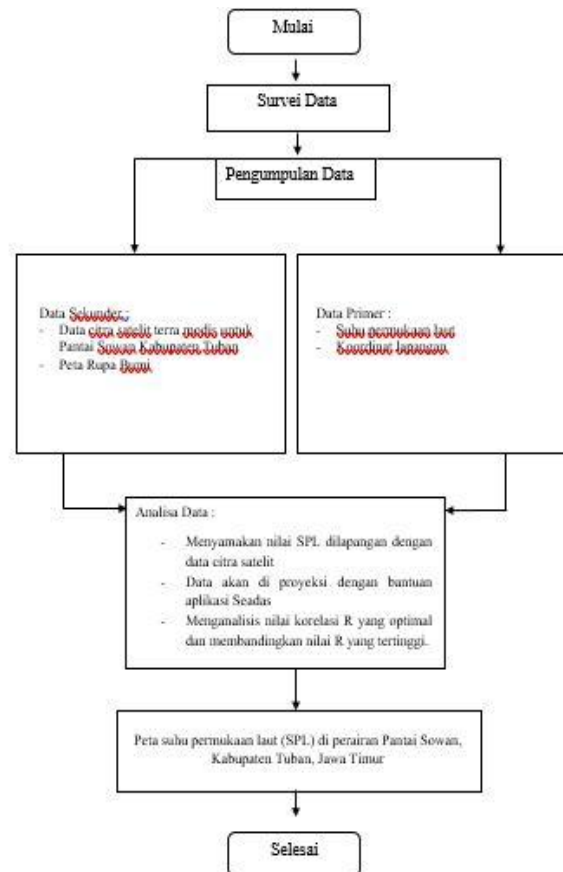 Mulai
Survei Data
Pengumpulan Data
Data Sekunder :
- Data citra satelit terra modis untuk
Pantai Sowan Kabupaten Tuban
- Peta Rupa Bumi
Data Primer :
- Suhu permukaan laut
- Koordinat lapangan
Analisa Data :
- Menyamakan nilai SPL dilapangan dengan
data citra satelit
- Data akan di proyeksi dengan bantuan
aplikasi Seadas
- Menganalisis nilai korelasi R yang optimal
dan membandingkan nilai R yang tertinggi.
Peta suhu permukaan laut (SPL) di perairan Pantai Sowan,
Kabupaten Tuban, Jawa Timur
Selesai